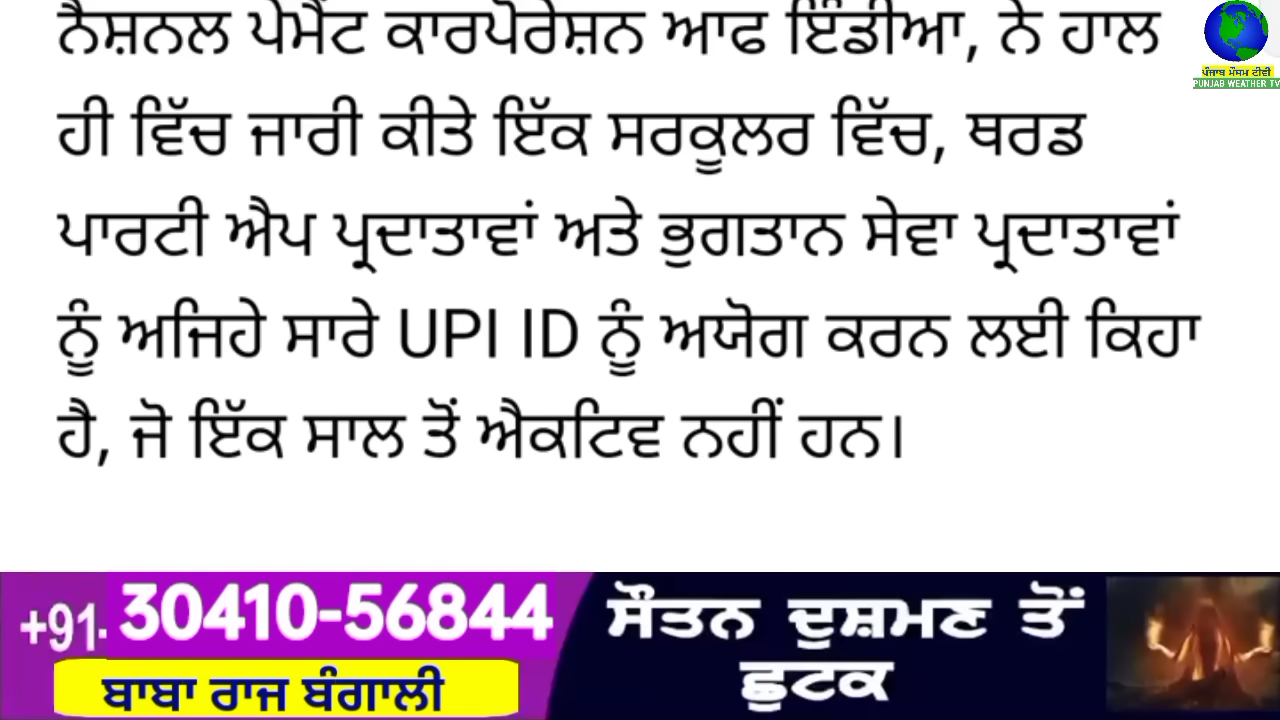 ਨੈਸ਼ਨਲ ਪੇਮੈਂਟ ਕਾਰਪੋਰੇਸ਼ਨ ਆਫ ਇੰਡੀਆ, ਨੇ ਹਾਲ
ਹੀ ਵਿੱਚ ਜਾਰੀ ਕੀਤੇ ਇੱਕ ਸਰਕੂਲਰ ਵਿੱਚ, ਥਰਡ
ਪਾਰਟੀ ਐਪ ਪ੍ਰਦਾਤਾਵਾਂ ਅਤੇ ਭੁਗਤਾਨ ਸੇਵਾ ਪ੍ਰਦਾਤਾਵਾਂ
ਨੂੰ ਅਜਿਹੇ ਸਾਰੇ UPI ID ਨੂੰ ਅਯੋਗ ਕਰਨ ਲਈ ਕਿਹਾ
ਹੈ, ਜੋ ਇੱਕ ਸਾਲ ਤੋਂ ਐਕਟਿਵ ਨਹੀਂ ਹਨ।
ਪੰਜਾਬ ਮੌਸਮ ਟੀਵੀ
PUNJAB WEATHER TV
+91-30410-56844
ਬਾਬਾ ਰਾਜ ਬੰਗਾਲੀ
ਸੌਤਨ ਦੁਸ਼ਮਣ ਤੋਂ
ਛੁਟਕ